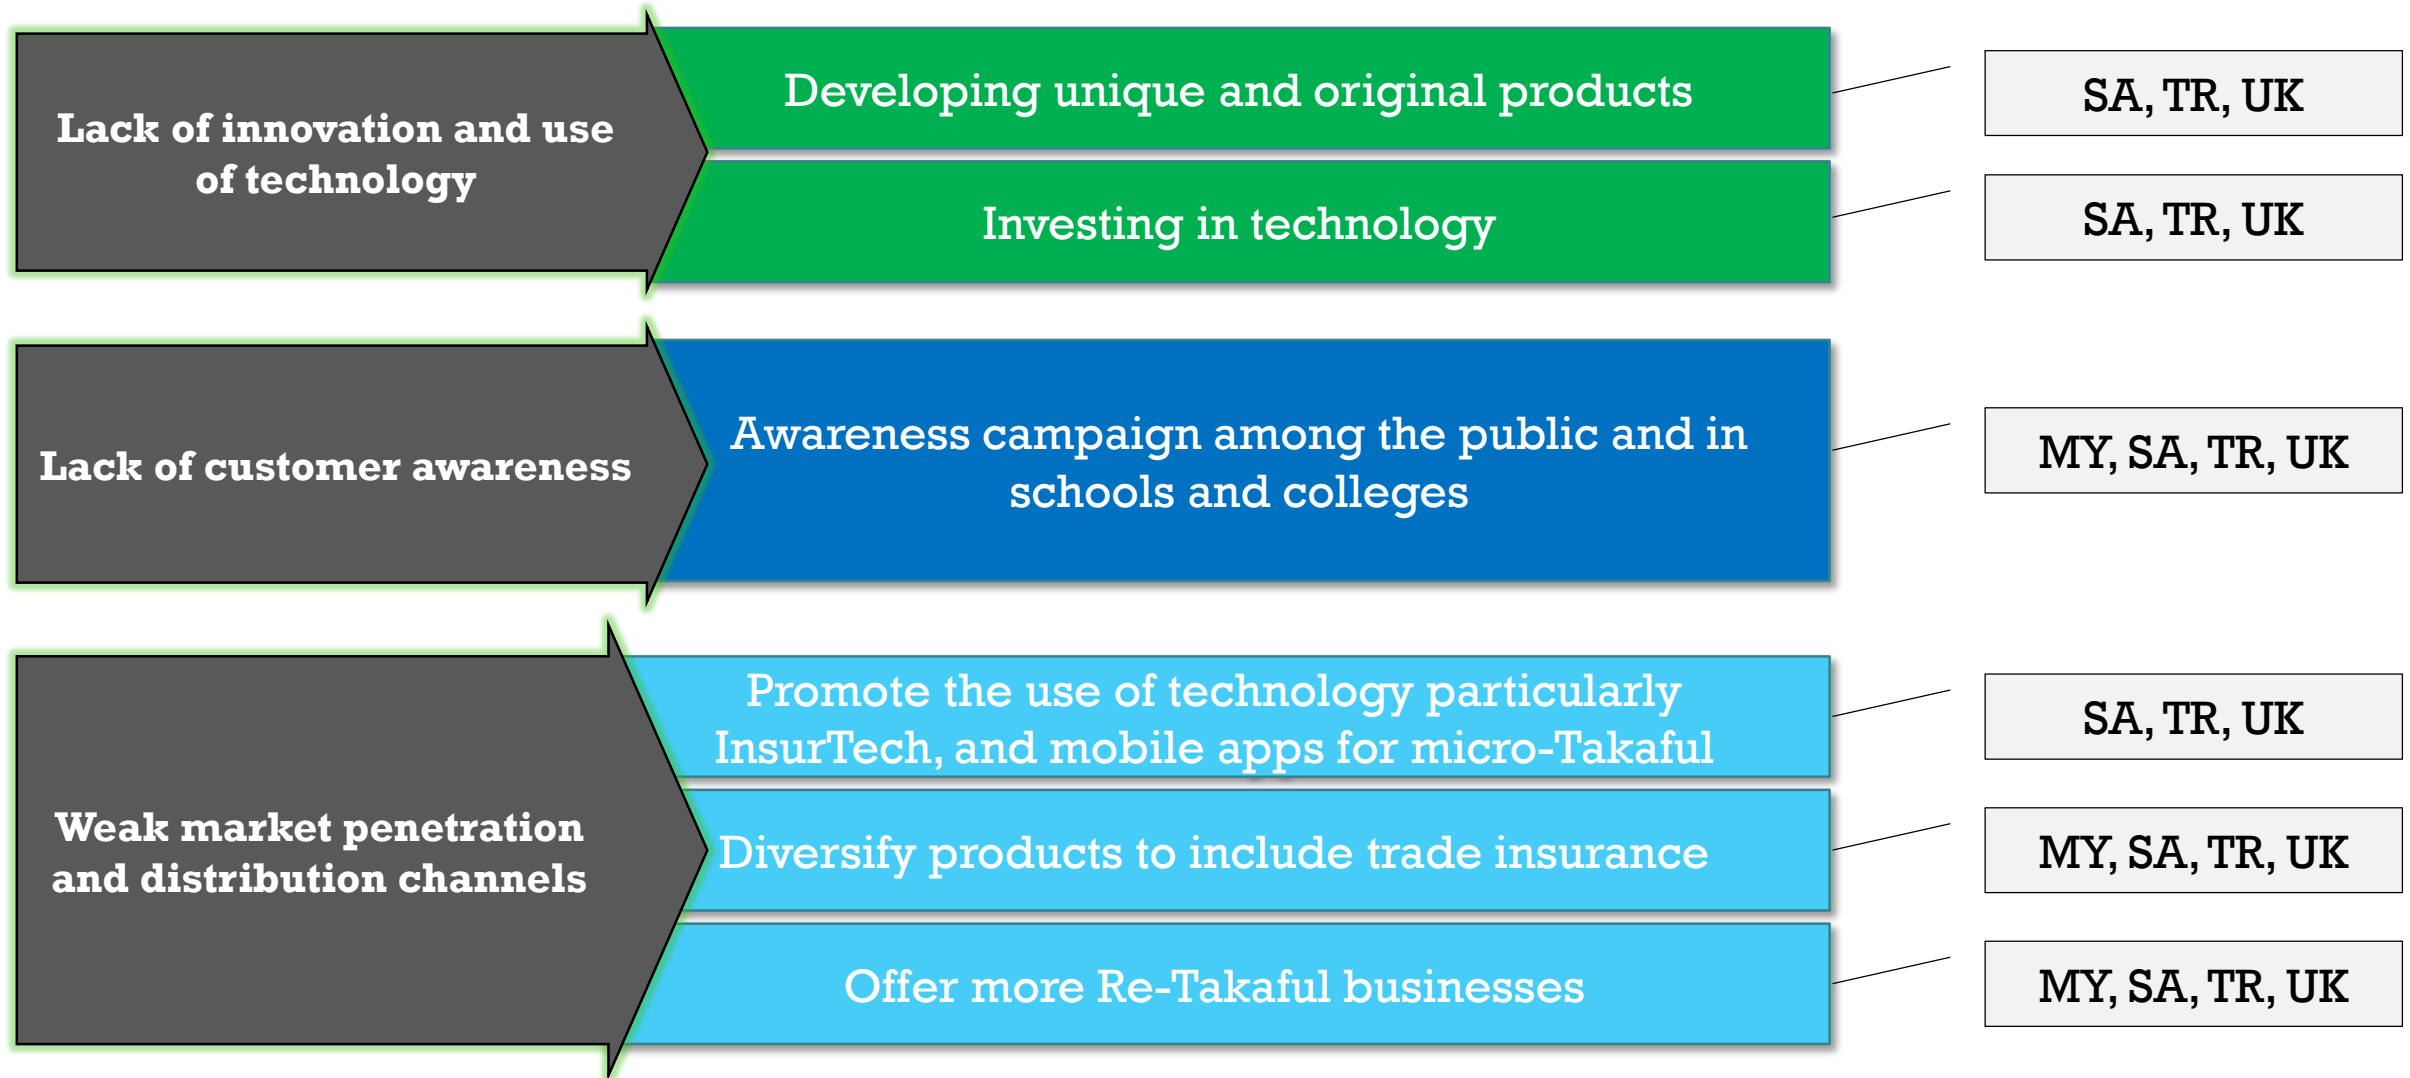 Lack of innovation and use
of technology
Developing unique and original products
SA, TR, UK
Investing in technology
SA, TR, UK
Lack of customer awareness
Awareness campaign among the public and in
schools and colleges
MY, SA, TR, UK
Weak market penetration
and distribution channels
Promote the use of technology particularly
InsurTech, and mobile apps for micro-Takaful
SA, TR, UK
Diversify products to include trade insurance
MY, SA, TR, UK
Offer more Re-Takaful businesses
MY, SA, TR, UK